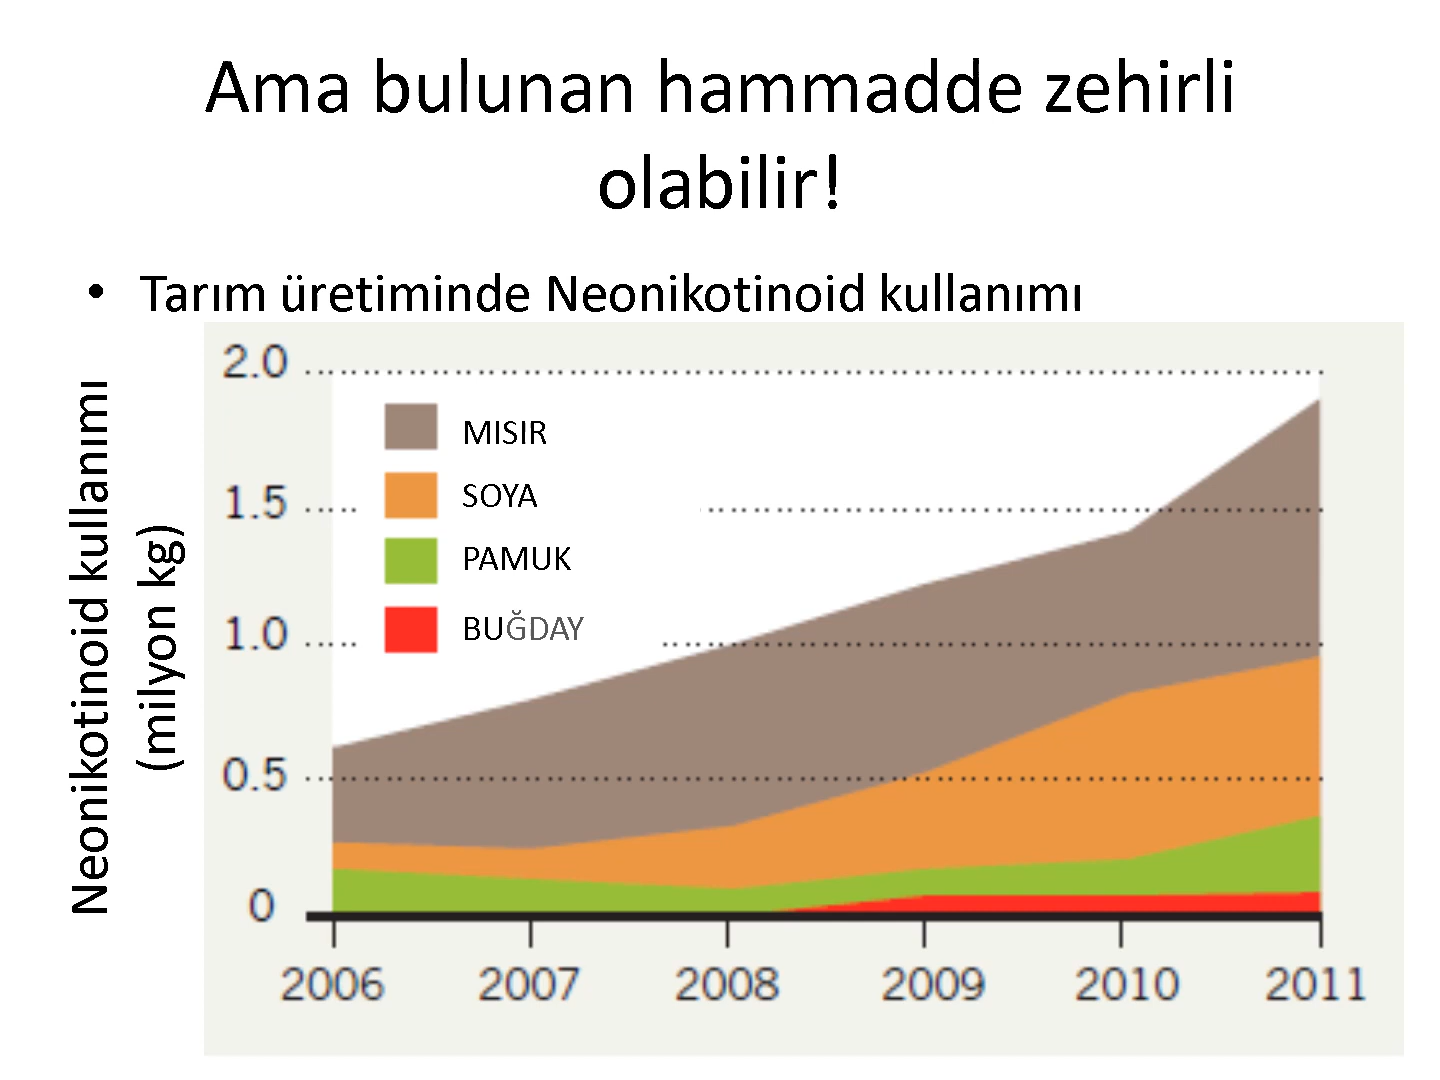 Ama bulunan hammadde zehirli
olabilir!
• Tarım üretiminde Neonikotinoid kullanımı
Neonikotinoid kullanımı
(milyon kg)
2.0
1.5
1.0
0.5
0
MISIR
SOYA
PAMUK
BUĞDAY
2006 2007 2008 2009 2010 2011